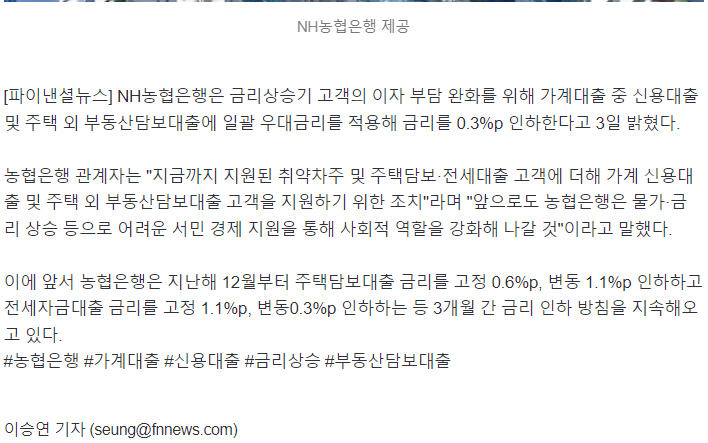 NH농협은행 제공
[파이낸셜뉴스] NH농협은행은 금리상승기 고객의 이자 부담 완화를 위해 가계대출 중 신용대출
및 주택 외 부동산담보대출에 일괄 우대금리를 적용해 금리를 0.3%p 인하한다고 3일 밝혔다.
농협은행 관계자는 "지금까지 지원된 취약차주 및 주택담보·전세대출 고객에 더해 가계 신용대
출 및 주택 외 부동산담보대출 고객을 지원하기 위한 조치"라며 "앞으로도 농협은행은 물가·금
리 상승 등으로 어려운 서민 경제 지원을 통해 사회적 역할을 강화해 나갈 것"이라고 말했다.
이에 앞서 농협은행은 지난해 12월부터 주택담보대출 금리를 고정 0.6%p, 변동 1.1%p 인하하고
전세자금대출 금리를 고정 1.1%p, 변동0.3%p 인하하는 등 3개월 간 금리 인하 방침을 지속해오
고 있다.
#농협은행 #가계대출 #신용대출 #금리상승 #부동산담보대출
이승연 기자 (seung@fnnews.com)